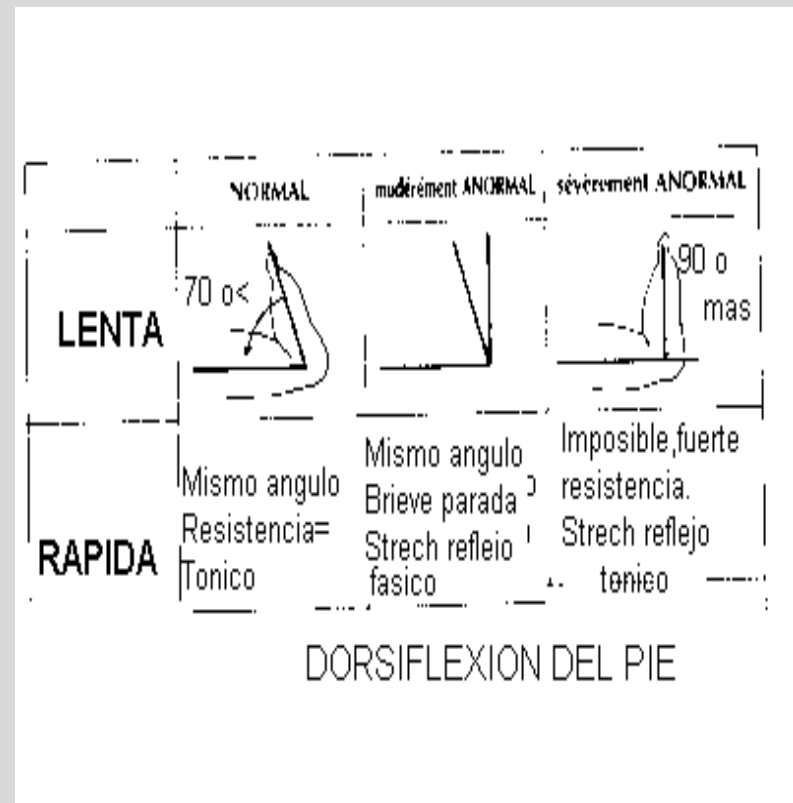 NORMAL
modérément ANORMAL
sévèrement ANORMAL
LENTA
70 o<
90 o
mas
RAPIDA
Mismo angulo
Resistencia=
Tonico
Mismo angulo
Brieve parada
Strech reflejo
fasico
Imposible,fuerte
resistencia.
Strech reflejo
tonico
DORSIFLEXION DEL PIE